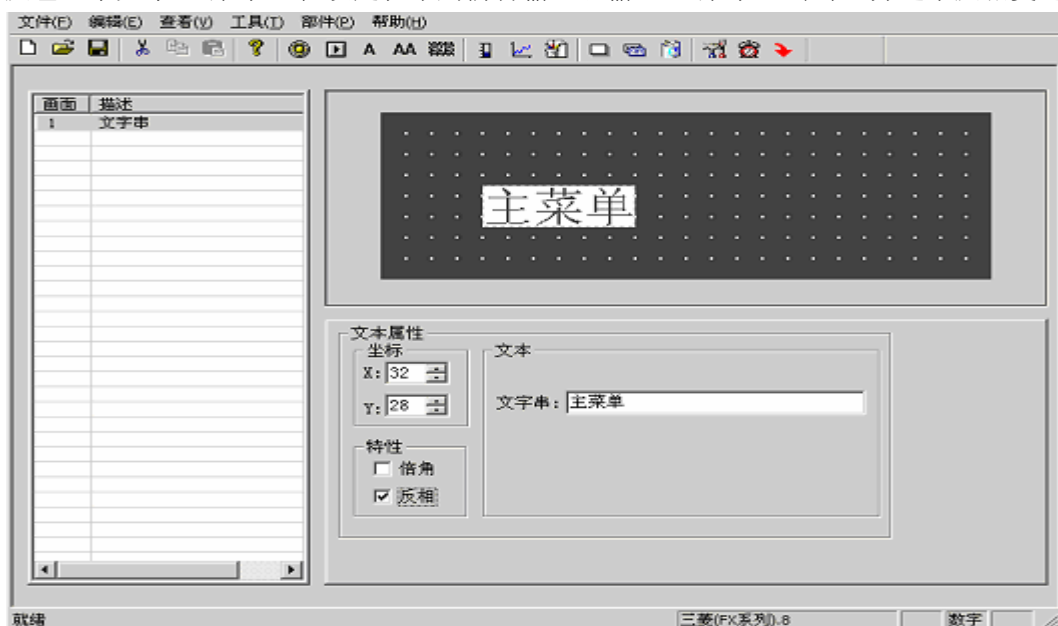 文件(F) 编辑(E) 查看(V) 工具(T) 部件(P) 帮助(H)
A AA
画面 描述
1 文字串
主菜单
文本属性
坐标
X: 32
Y: 28
文本
文字串: 主菜单
特性
倍角
反相
就绪
三菱(FX系列).8
数字